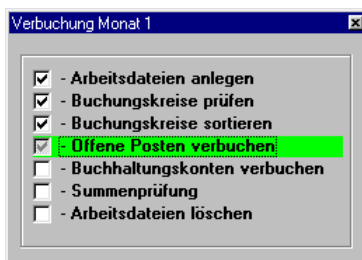 Verbuchung Monat 1
- Arbeitsdateien anlegen
- Buchungskreise prüfen
- Buchungskreise sortieren
- Offene Posten verbuchen
- Buchhaltungskonten verbuchen
- Summenprüfung
- Arbeitsdateien löschen